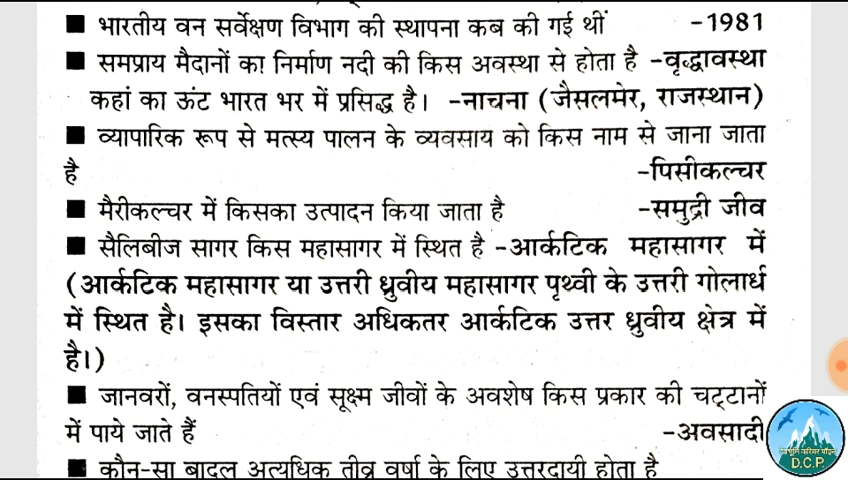 ■ भारतीय वन सर्वेक्षण विभाग की स्थापना कब की गई थीं -1981
■ समप्राय मैदानों का निर्माण नदी की किस अवस्था से होता है -वृद्धावस्था
कहां का ऊंट भारत भर में प्रसिद्ध है। -नाचना (जैसलमेर, राजस्थान)
■ व्यापारिक रूप से मत्स्य पालन के व्यवसाय को किस नाम से जाना जाता
है -पिसीकल्चर
■ मैरीकल्चर में किसका उत्पादन किया जाता है -समुद्री जीव
■ सैलिबीज सागर किस महासागर में स्थित है -आर्कटिक महासागर में
(आर्कटिक महासागर या उत्तरी ध्रुवीय महासागर पृथ्वी के उत्तरी गोलार्ध
में स्थित है। इसका विस्तार अधिकतर आर्कटिक उत्तर ध्रुवीय क्षेत्र में
है।)
■ जानवरों, वनस्पतियों एवं सूक्ष्म जीवों के अवशेष किस प्रकार की चट्टानों
में पाये जाते हैं -अवसादी
■ कौन-सा बादल अत्यधिक तीव्र वर्षा के लिए उत्तरदायी होता है
D.C.P.